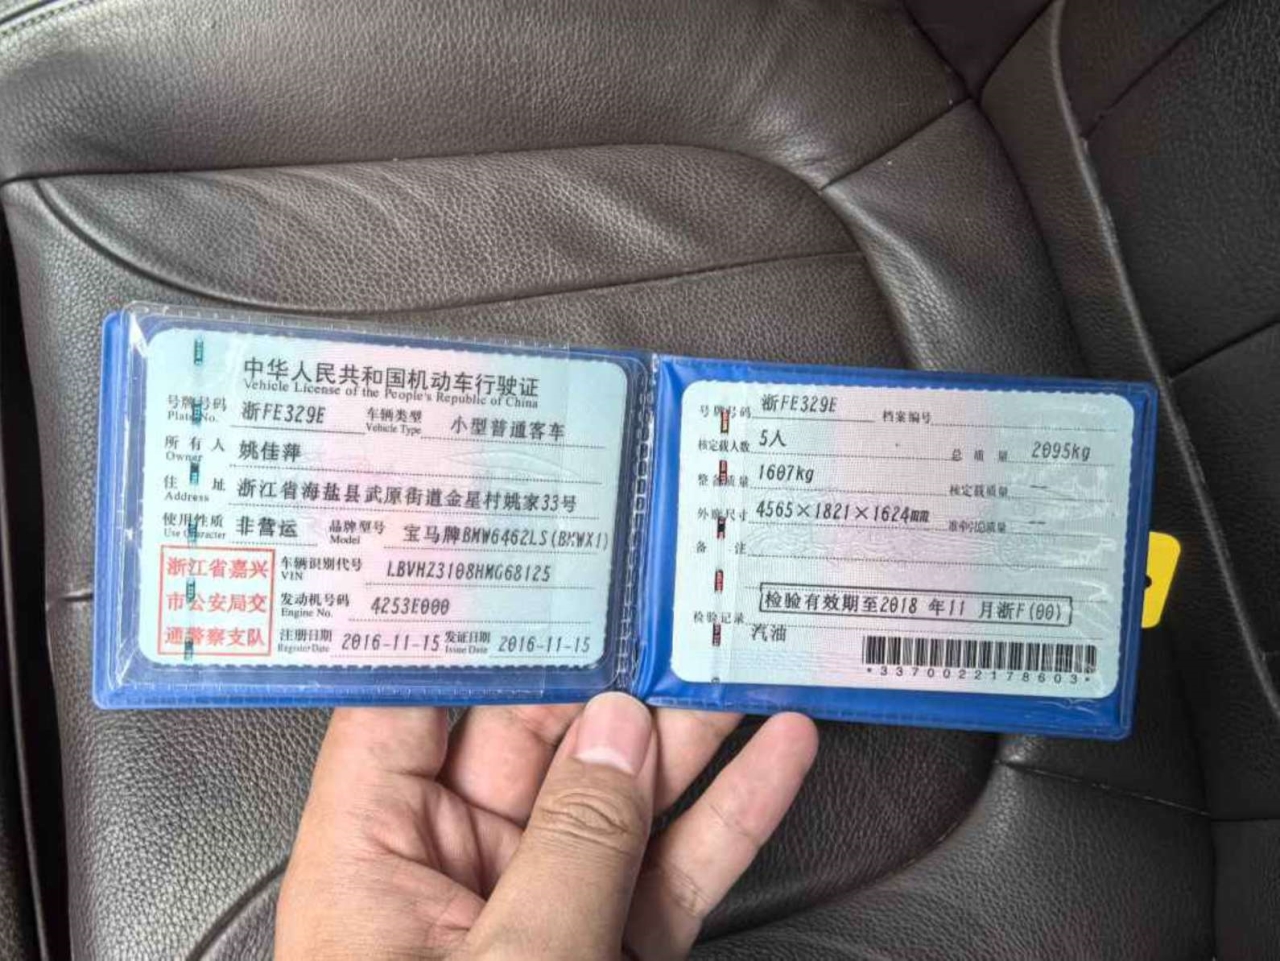 中华人民共和国机动车行驶证
Vehicle License of the People's Republic of China
号牌号码 浙FE329E 车辆类型 小型普通客车
Plate No. Vehicle Type
所有人 姚佳萍
Owner
住址 浙江省海盐县武原街道金星村姚家33号
Address
使用性质 非营运 品牌型号 宝马牌BMW6462LS(BMWX1)
Use Character Model
浙江省嘉兴
市公安局交
通警察支队
车辆识别代号 LBVHZ3108HMG68125
VIN
发动机号码 4253E000
Engine No.
注册日期 2016-11-15 发证日期 2016-11-15
Register Date Issue Date
号牌号码 浙FE329E 档案编号
核定载人数 5人 总质量 2095kg
整备质量 1607kg 核定载质量 --
外廓尺寸 4565×1821×1624 准牵引总质量 --
备注
检验有效期至2018年11月浙F(00)
检验记录
汽油
*3370022178603*